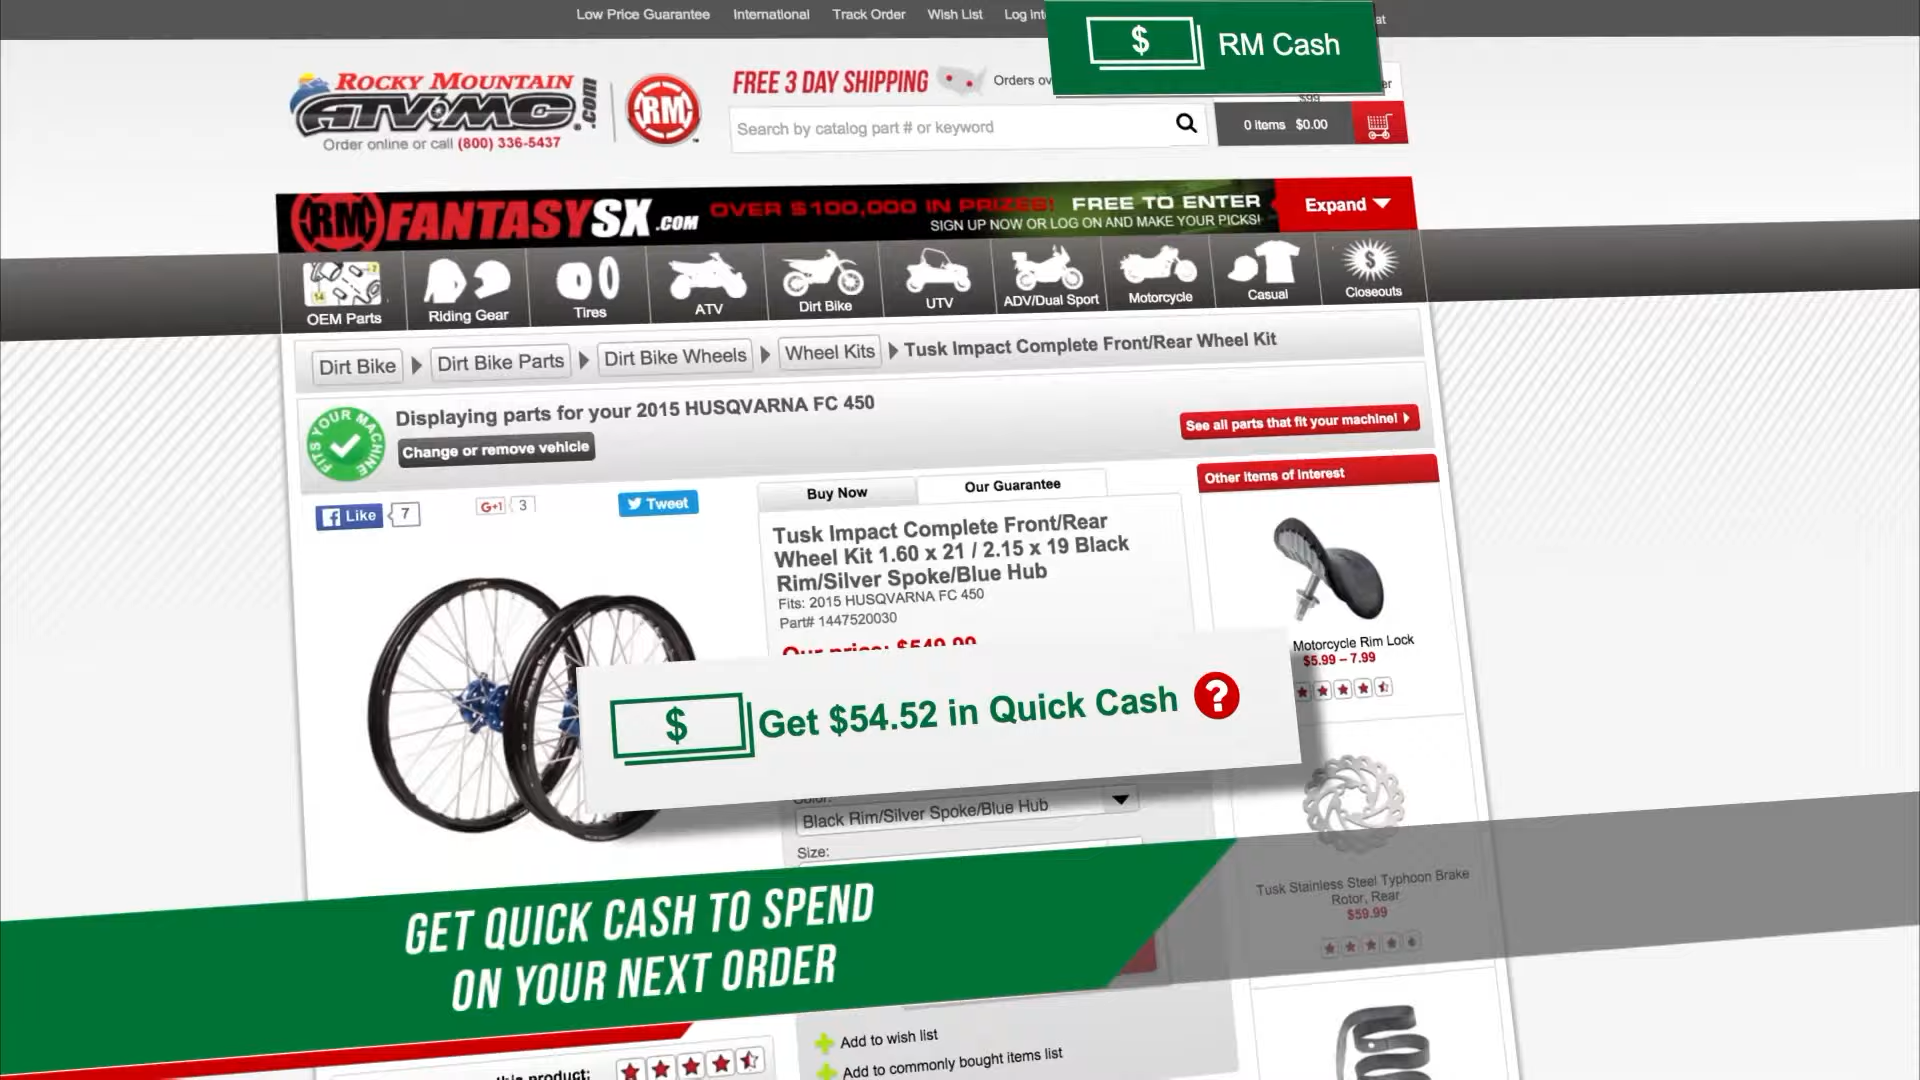 Low Price Guarantee International Track Order Wish List
$ RM Cash
ROCKY MOUNTAIN
ATV MC .com
Order online or call (800) 336-5437
RM
FREE 3 DAY SHIPPING
Search by catalog part # or keyword
0 items $0.00
RM FANTASYSX.COM
OVER $100,000 IN PRIZES! FREE TO ENTER
SIGN UP NOW OR LOG ON AND MAKE YOUR PICKS!
Expand
OEM Parts
Riding Gear
Tires
ATV
Dirt Bike
UTV
ADV/Dual Sport
Motorcycle
Casual
Closeouts
Dirt Bike Dirt Bike Parts Dirt Bike Wheels Wheel Kits Tusk Impact Complete Front/Rear Wheel Kit
FITS YOUR MACHINE
Displaying parts for your 2015 HUSQVARNA FC 450
Change or remove vehicle
See all parts that fit your machine!
Like 7
G+1 3
Tweet
Buy Now
Our Guarantee
Tusk Impact Complete Front/Rear
Wheel Kit 1.60 x 21 / 2.15 x 19 Black
Rim/Silver Spoke/Blue Hub
Fits: 2015 HUSQVARNA FC 450
Part# 1447520030
Our price: $549.99
$ Get $54.52 in Quick Cash ?
Color:
Black Rim/Silver Spoke/Blue Hub
Size:
Other Items of Interest
Motorcycle Rim Lock
$5.99 – 7.99
Tusk Stainless Steel Typhoon Brake
Rotor, Rear
$59.99
GET QUICK CASH TO SPEND
ON YOUR NEXT ORDER
Add to wish list
Add to commonly bought items list
this product: